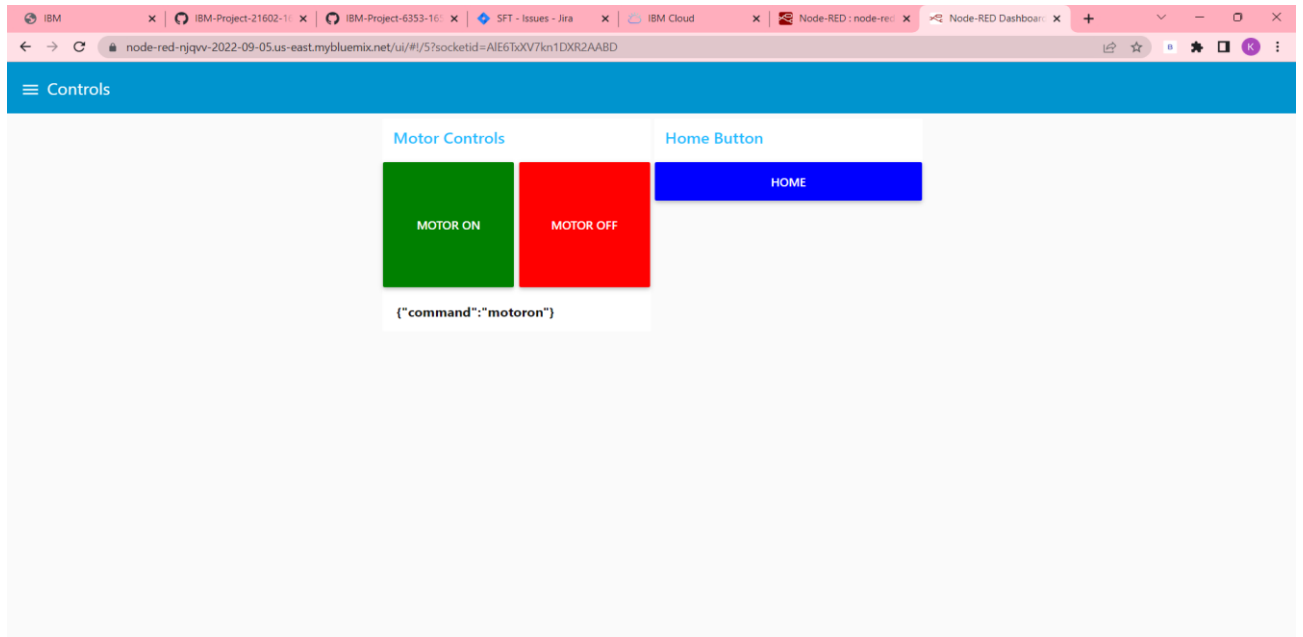 IBM
IBM-Project-21602-1
IBM-Project-6353-165
SFT - Issues - Jira
IBM Cloud
Node-RED : node-red
Node-RED Dashboard
node-red-njqvv-2022-09-05.us-east.mybluemix.net/ui/#!/5?socketid=AlE6TxXV7kn1DXR2AABD
B
K
Controls
Motor Controls
Home Button
MOTOR ON
MOTOR OFF
HOME
{"command":"motoron"}